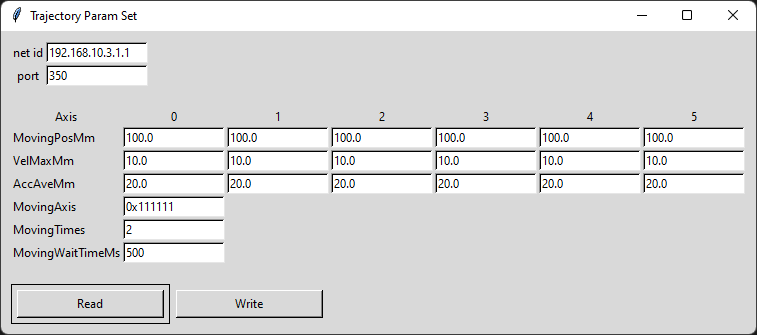 Trajectory Param Set
net id 192.168.10.3.1.1
port 350
Axis 0 1 2 3 4 5
MovingPosMm 100.0 100.0 100.0 100.0 100.0 100.0
VelMaxMm 10.0 10.0 10.0 10.0 10.0 10.0
AccAveMm 20.0 20.0 20.0 20.0 20.0 20.0
MovingAxis 0x111111
MovingTimes 2
MovingWaitTimeMs 500
Read Write